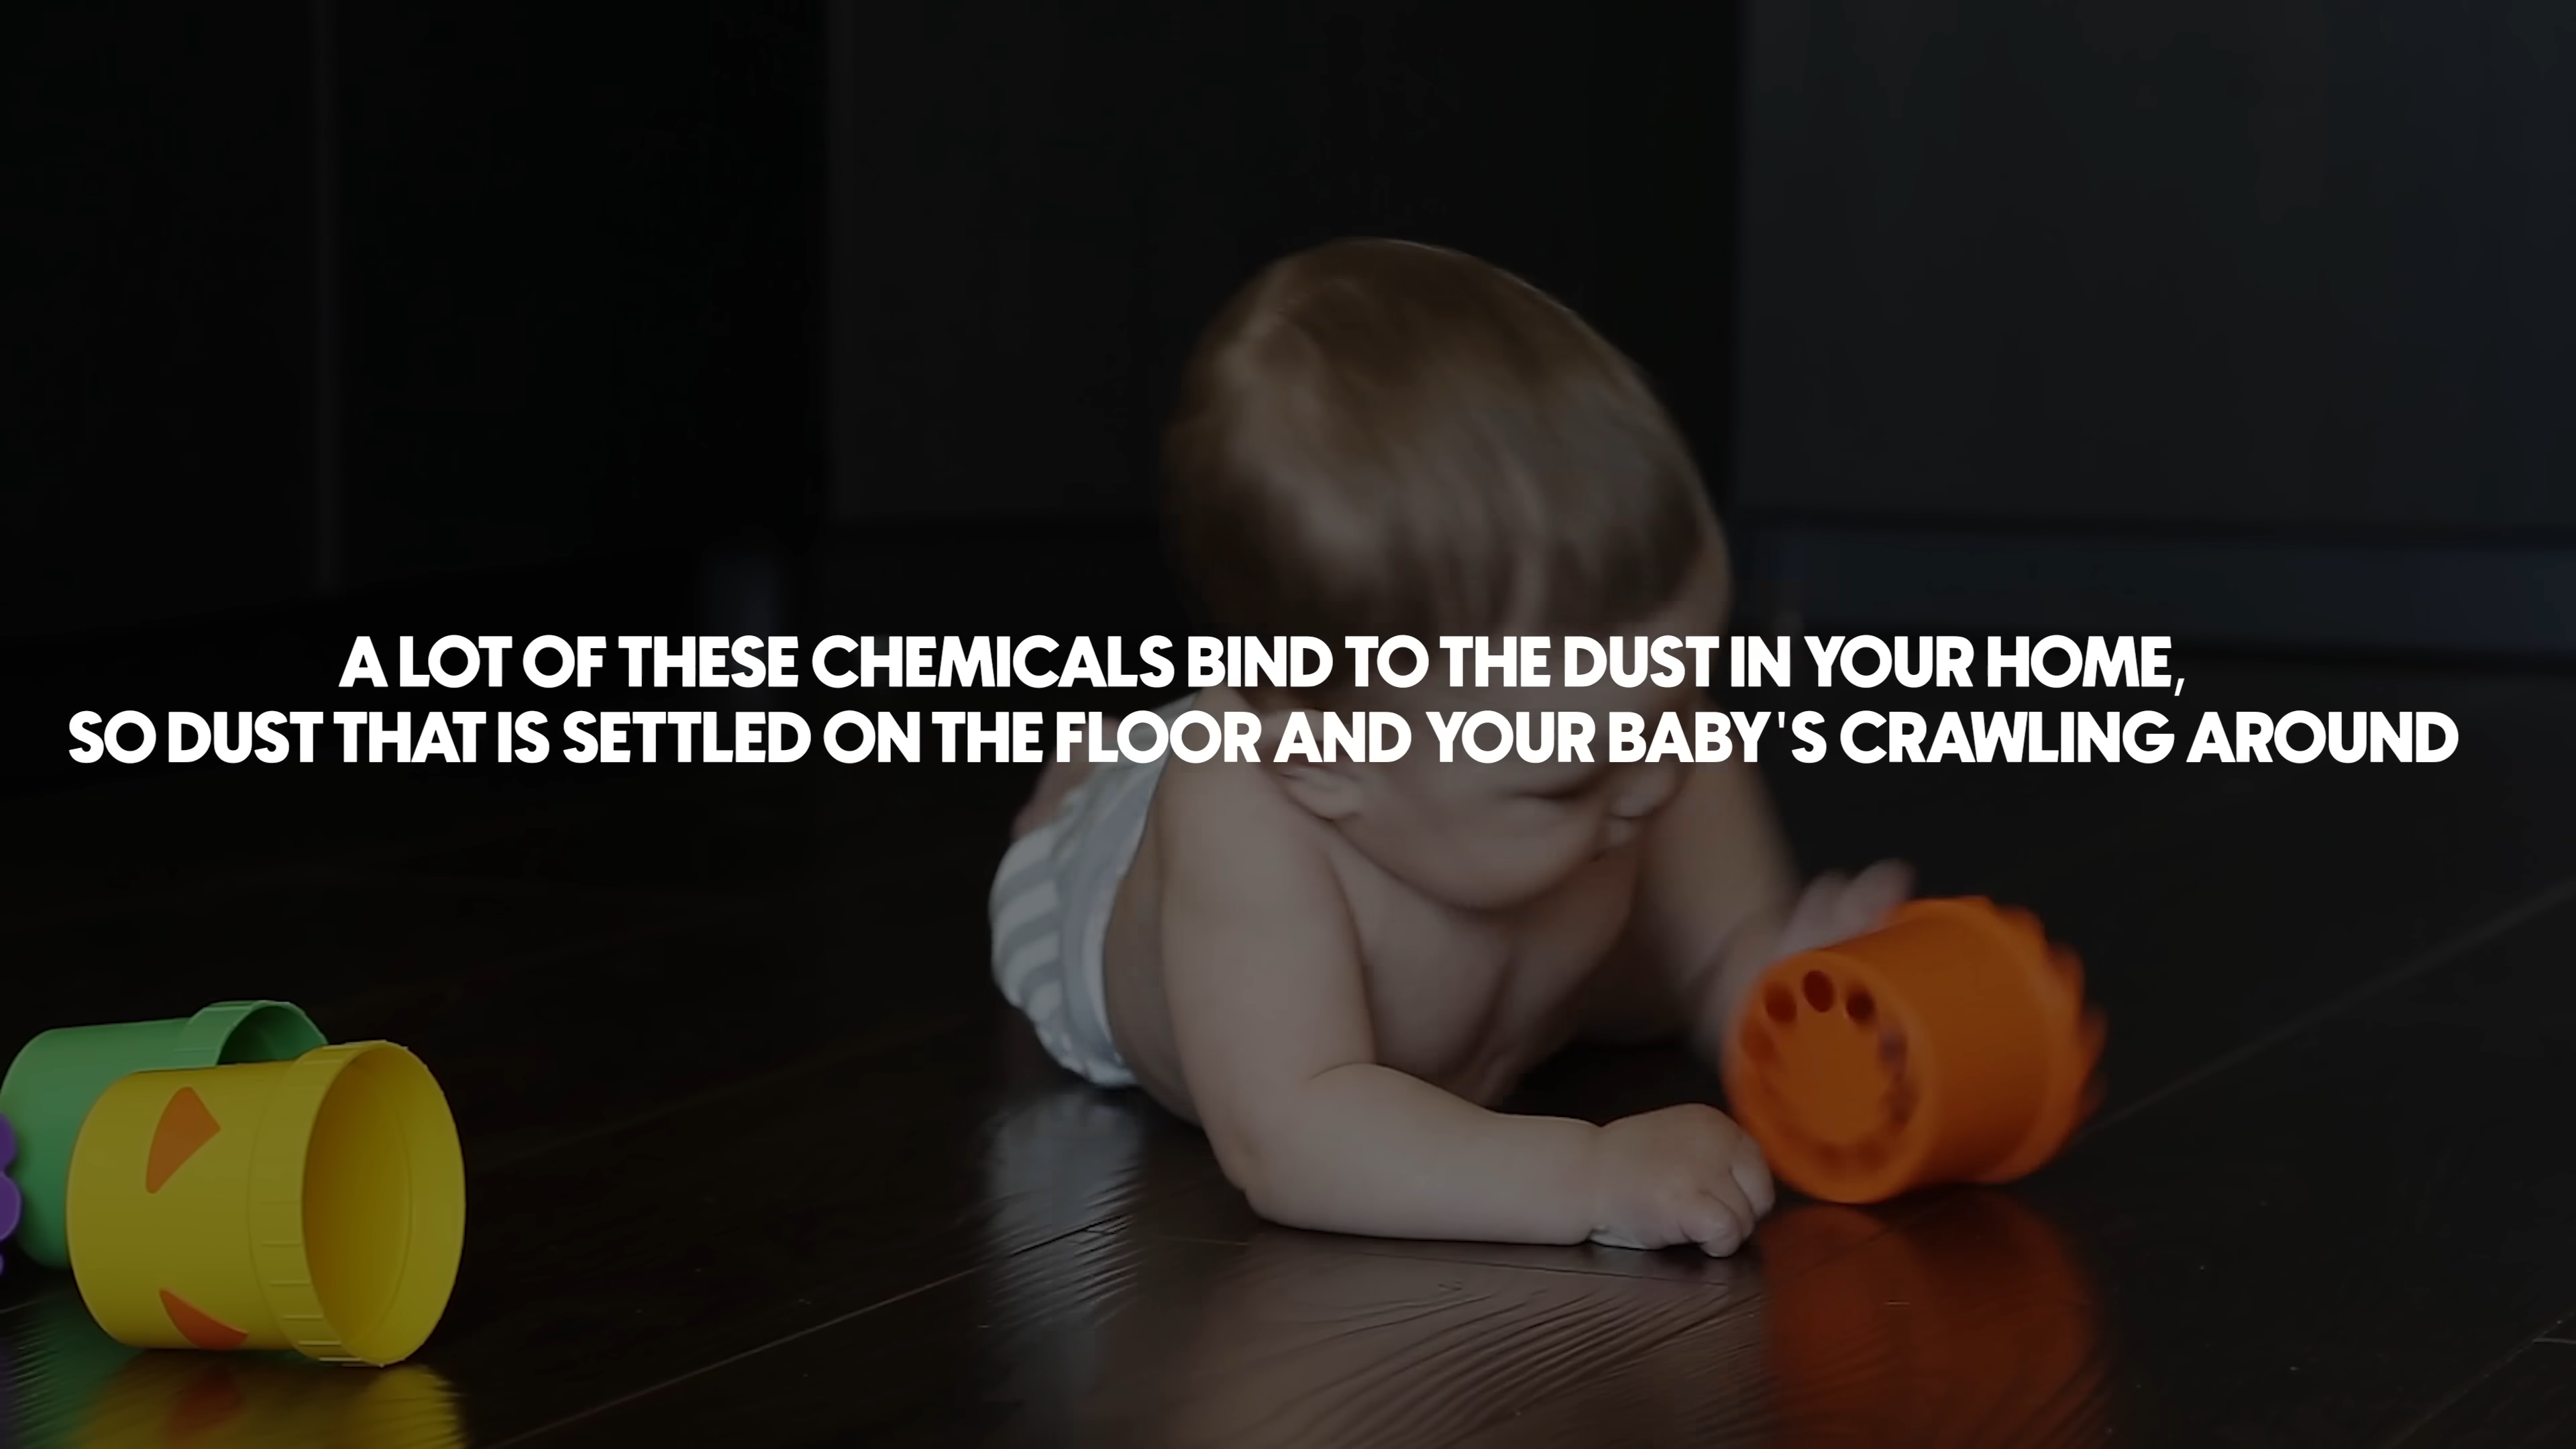 A LOT OF THESE CHEMICALS BIND TO THE DUST IN YOUR HOME,
SO DUST THAT IS SETTLED ON THE FLOOR AND YOUR BABY'S CRAWLING AROUND